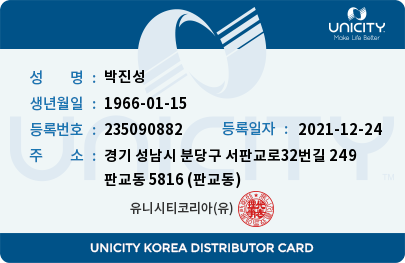 UNICITY
Make Life Better
성 명 : 박진성
생년월일 : 1966-01-15
등록번호 : 235090882 등록일자 : 2021-12-24
주 소 : 경기 성남시 분당구 서판교로32번길 249
판교동 5816 (판교동)
유니시티코리아(유)
UNICITY
UNICITY KOREA DISTRIBUTOR CARD